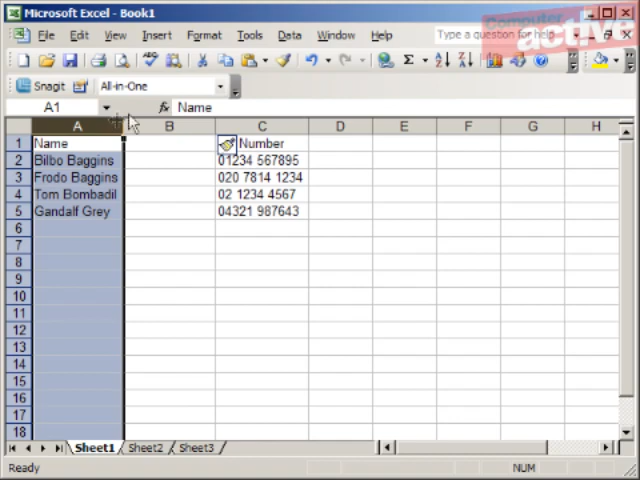 Microsoft Excel - Book1
Computer
active
File Edit View Insert Format Tools Data Window Help Type a question for help
Snagit All-in-One
A1 fx Name
A B C D E F G H
1 Name Number
2 Bilbo Baggins 01234 567895
3 Frodo Baggins 020 7814 1234
4 Tom Bombadil 02 1234 4567
5 Gandalf Grey 04321 987643
6
7
8
9
10
11
12
13
14
15
16
17
18
Sheet1 Sheet2 Sheet3
Ready NUM